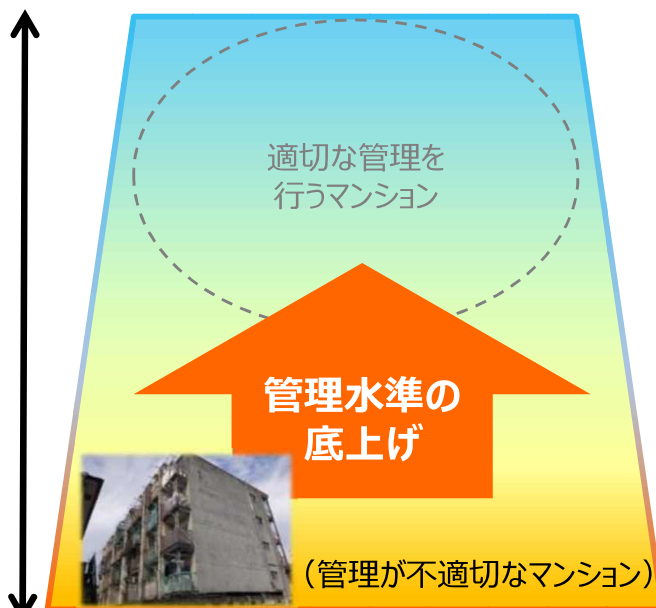 適切な管理を
行うマンション
管理水準の
底上げ
（管理が不適切なマンション）